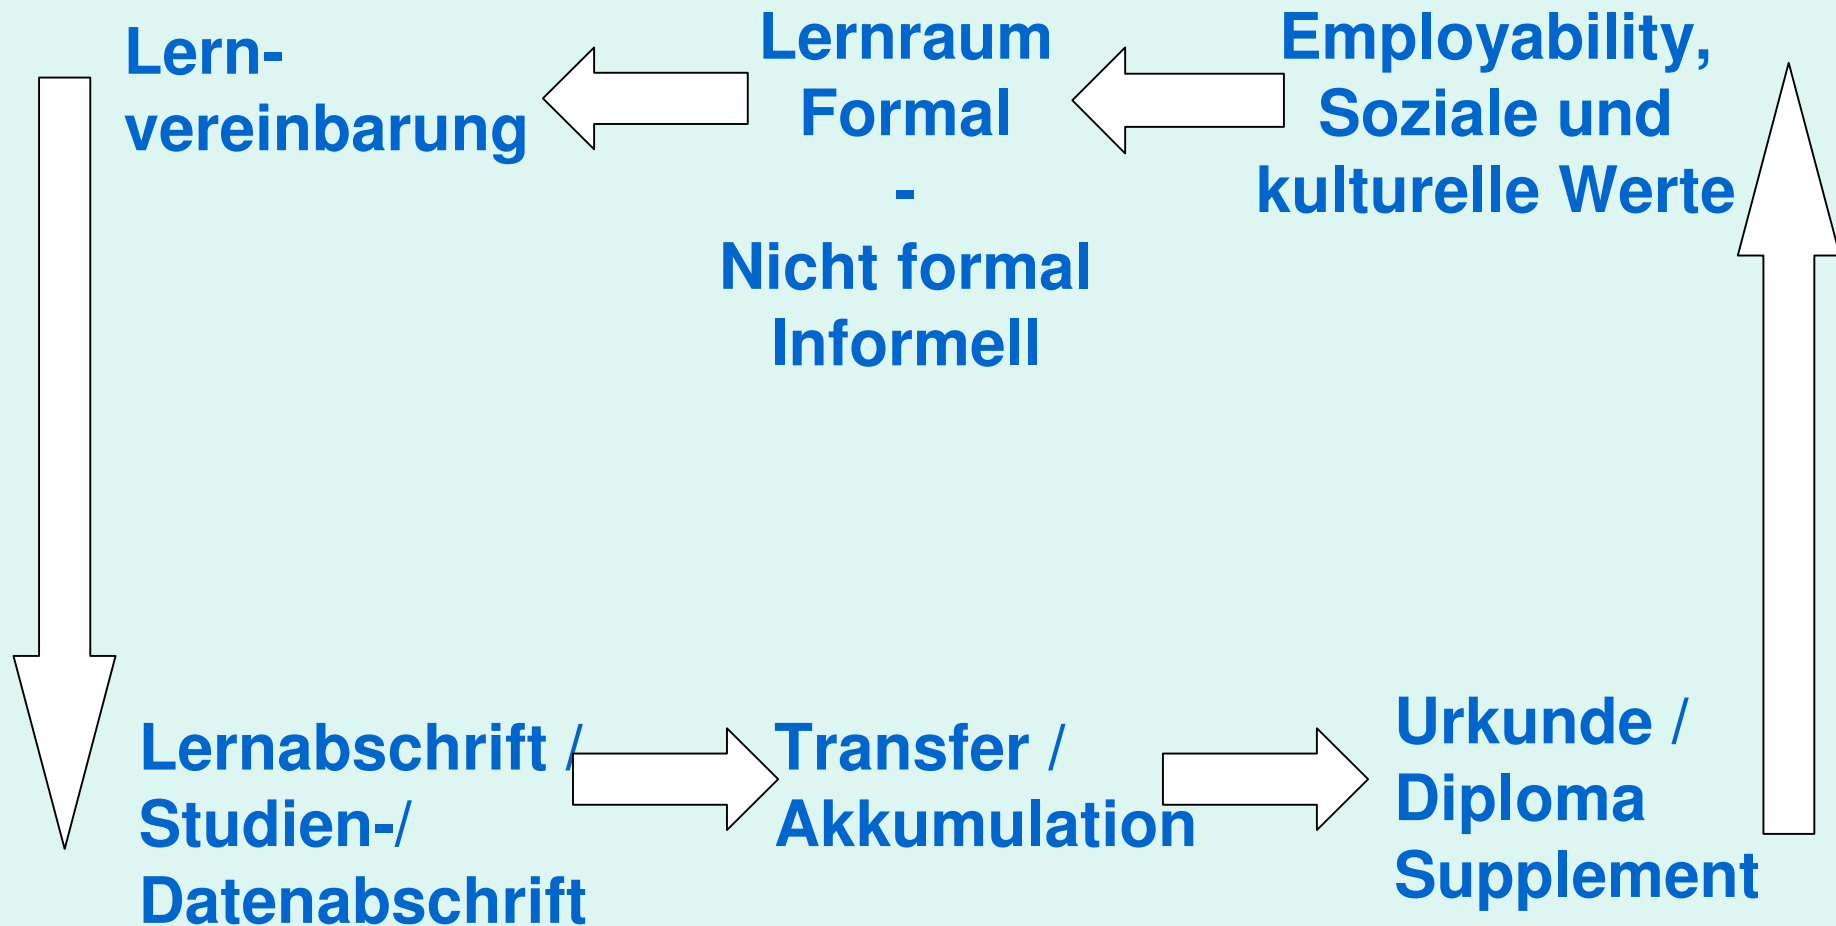 Lern-
vereinbarung
Lernraum
Formal
-
Nicht formal
Informell
Employability,
Soziale und
kulturelle Werte
Lernabschrift /
Studien-/
Datenabschrift
Transfer /
Akkumulation
Urkunde /
Diploma
Supplement